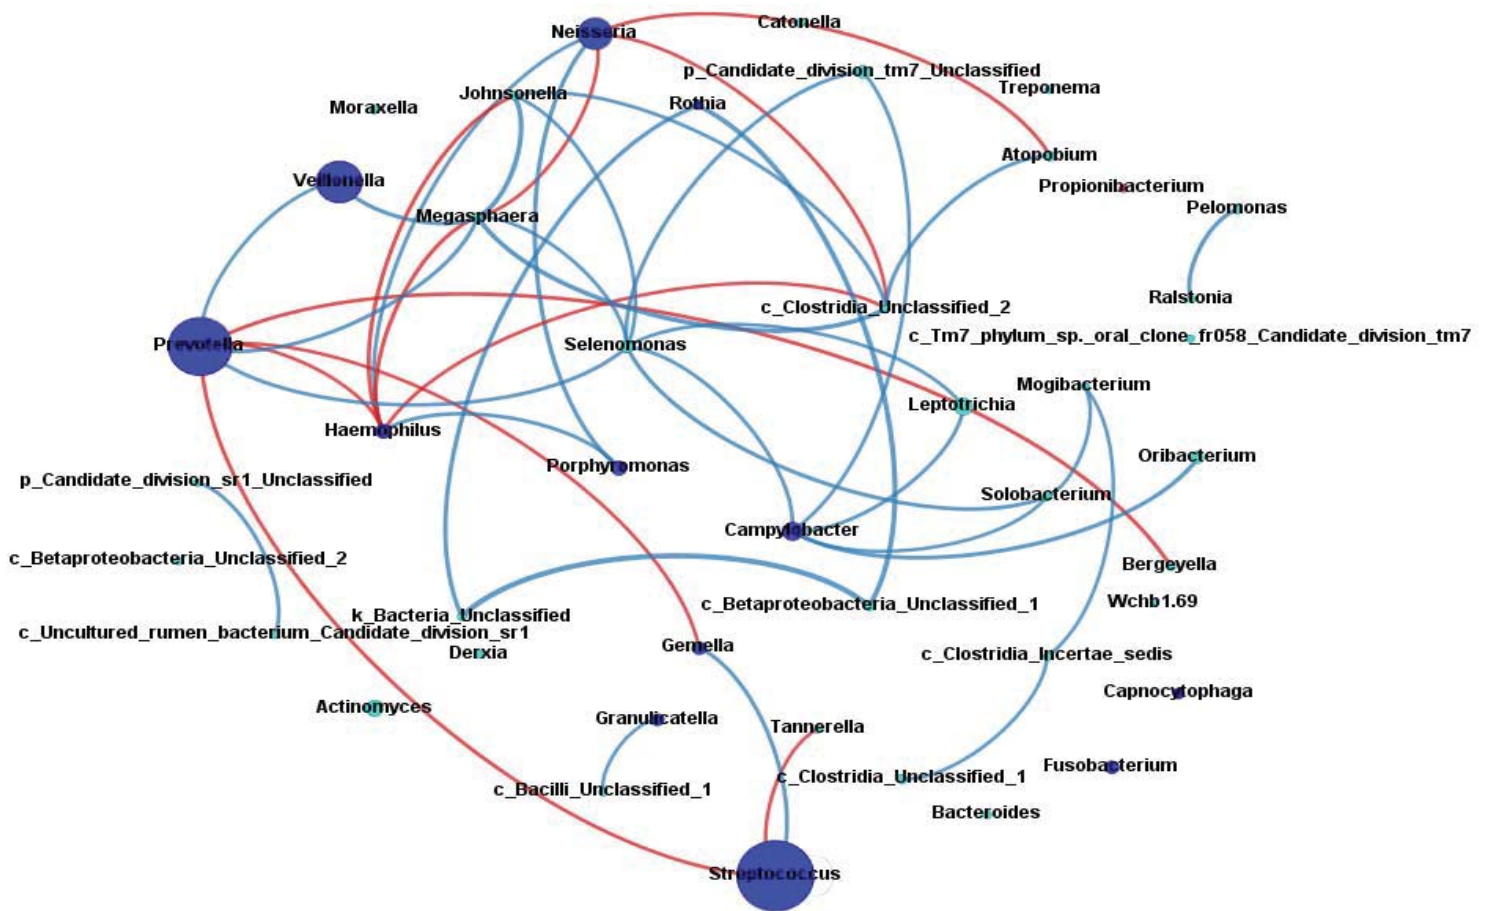 Catonella
Neisseria
p_Candidate_division_tm7_Unclassified
Treponema
Johnsonella
Rothia
Moraxella
Atopobium
Veillonella
Propionibacterium
Pelomonas
Megasphaera
Ralstonia
c_Clostridia_Unclassified_2
c_Tm7_phylum_sp._oral_clone_fr058_Candidate_division_tm7
Prevotella
Selenomonas
Mogibacterium
Leptotrichia
Haemophilus
Oribacterium
Porphyromonas
p_Candidate_division_sr1_Unclassified
Solobacterium
Campylobacter
c_Betaproteobacteria_Unclassified_2
Bergeyella
Wchb1.69
c_Betaproteobacteria_Unclassified_1
k_Bacteria_Unclassified
c_Uncultured_rumen_bacterium_Candidate_division_sr1
Gemella
Derxia
c_Clostridia_Incertae_sedis
Capnocytophaga
Actinomyces
Granulicatella
Tannerella
Fusobacterium
c_Clostridia_Unclassified_1
c_Bacilli_Unclassified_1
Bacteroides
Streptococcus